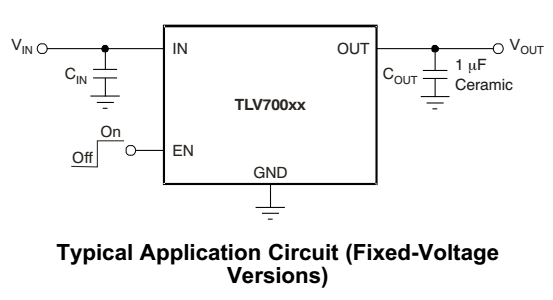 V_IN IN OUT V_OUT
C_IN C_OUT 1 μF
Ceramic
TLV700xx
On
Off EN
GND
Typical Application Circuit (Fixed-Voltage
Versions)